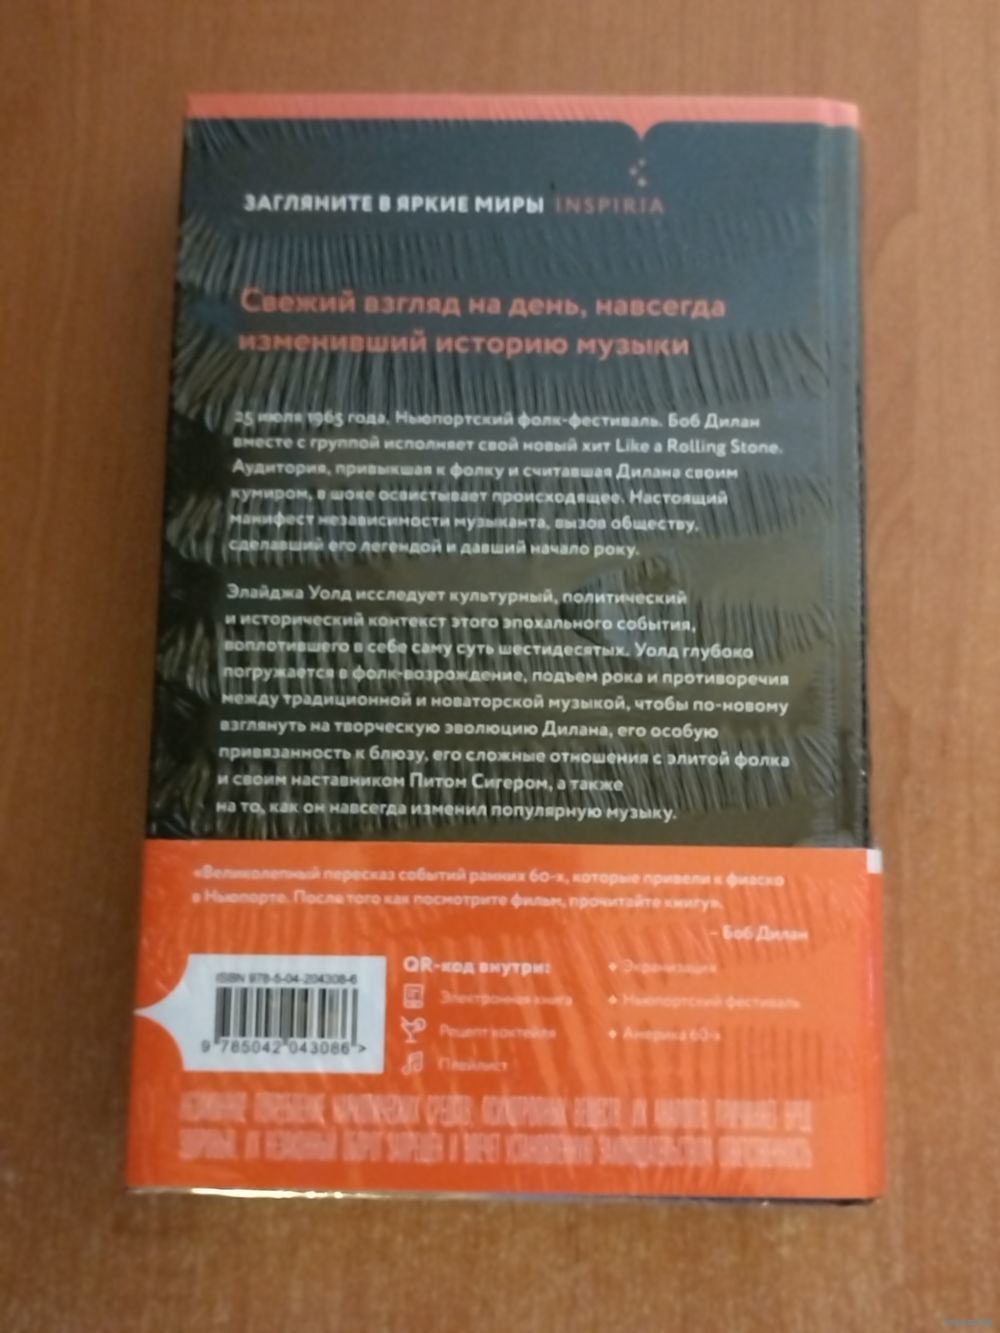 ЗАГЛЯНИТЕ В ЯРКИЕ МИРЫ INSPIRIA
Свежий взгляд на день, навсегда
изменивший историю музыки
25 июля 1965 года. Ньюпортский фолк-фестиваль. Боб Дилан
вместе с группой исполняет свой новый хит Like a Rolling Stone.
Аудитория, привыкшая к фолку и считавшая Дилана своим
кумиром, в шоке освистывает происходящее. Настоящий
манифест независимости музыканта, вызов обществу,
сделавший его легендой и давший начало року.
Элайджа Уолд исследует культурный, политический
и исторический контекст этого эпохального события,
воплотившего в себе саму суть шестидесятых. Уолд глубоко
погружается в фолк-возрождение, подъем рока и противоречия
между традиционной и новаторской музыкой, чтобы по-новому
взглянуть на творческую эволюцию Дилана, его особую
привязанность к блюзу, его сложные отношения с элитой фолка
и своим наставником Питом Сигером, а также
на то, как он навсегда изменил популярную музыку.
«Великолепный пересказ событий ранних 60-х, которые привели к фиаско
в Ньюпорте. После того как посмотрите фильм, прочитайте книгу».
– Боб Дилан
ISBN 978-5-04-204308-6
9 785042 043086 >
QR-код внутри:
Электронная книга
Рецепт коктейля
Плейлист
Экранизация
Ньюпортский фестиваль
Америка 60-х